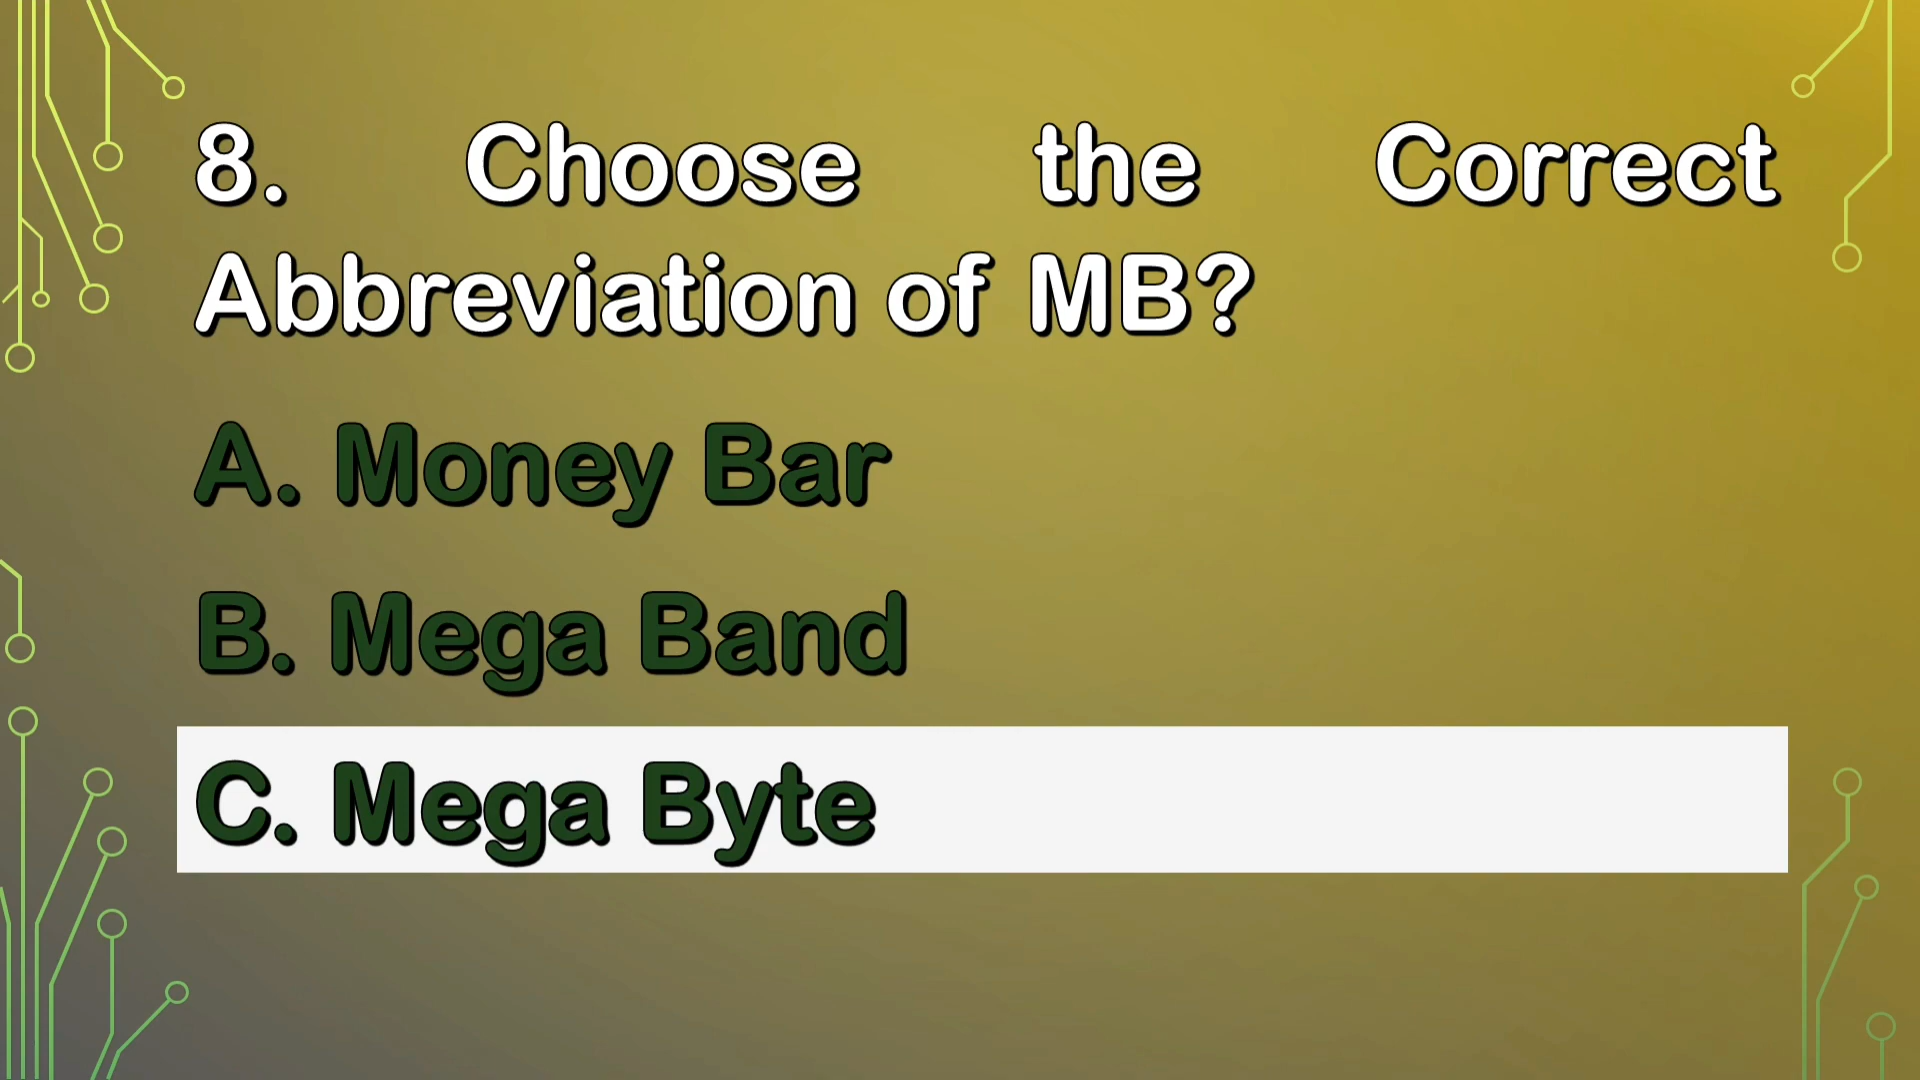 8. Choose the Correct
Abbreviation of MB?
A. Money Bar
B. Mega Band
C. Mega Byte